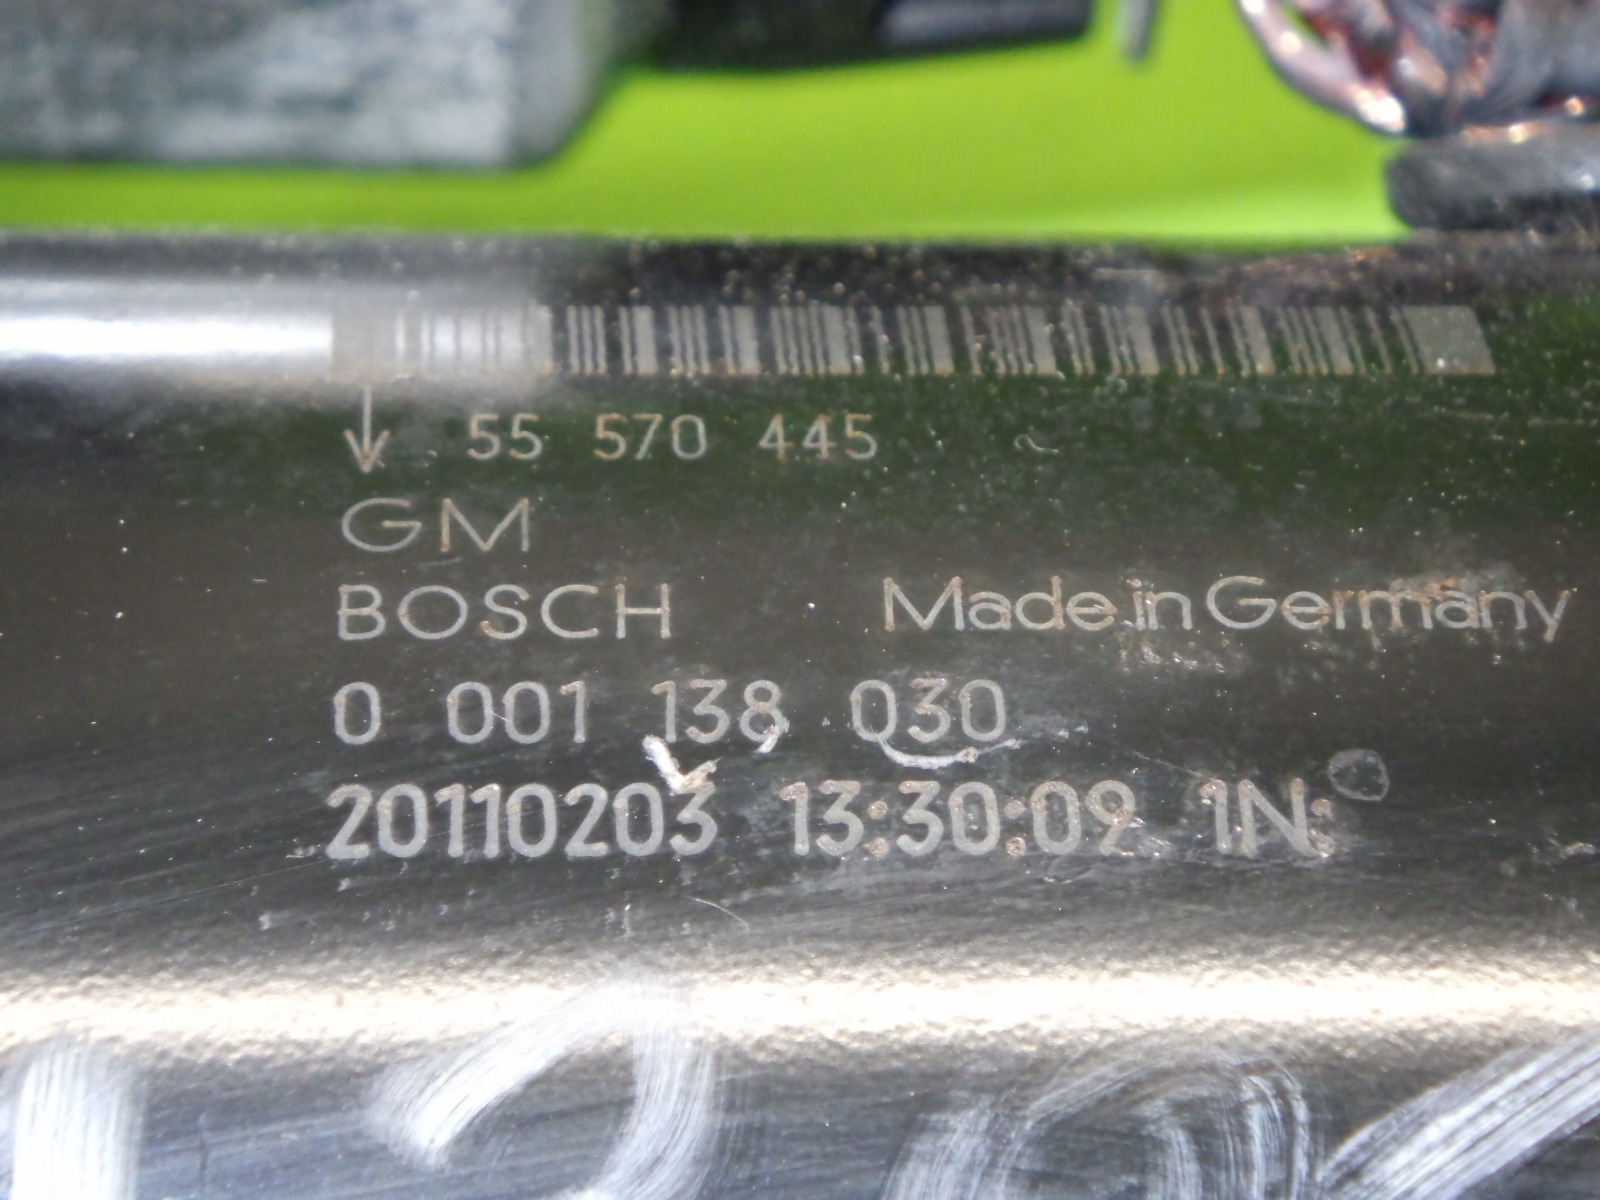 55 570 445
GM
BOSCH Made in Germany
0 001 138 030
20110203 13:30:09 1N